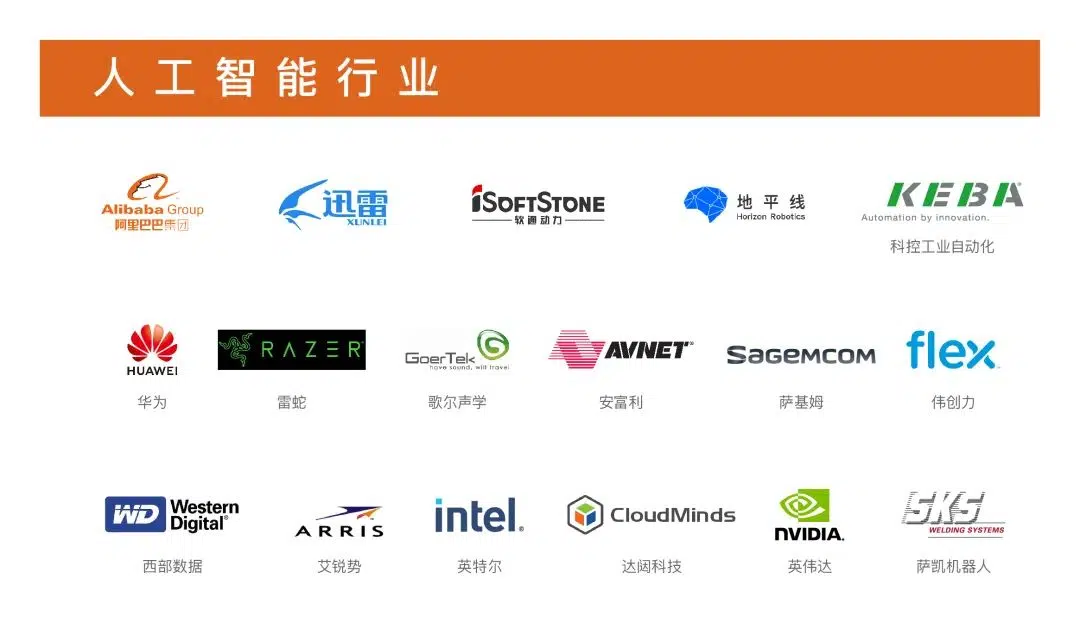 人工智能行业
Alibaba Group
阿里巴巴集团
迅雷
XUNLEI
iSOFTSTONE
软通动力
地平线
Horizon Robotics
KEBA
Automation by innovation.
科控工业自动化
HUAWEI
华为
RAZER
雷蛇
GoerTek
have sound, will travel
歌尔声学
AVNET
安富利
SAGEMCOM
萨基姆
flex
伟创力
WD Western Digital®
西部数据
ARRIS
艾锐势
intel®
英特尔
CloudMinds
达闼科技
NVIDIA.
英伟达
SKS
WELDING SYSTEMS
萨凯机器人